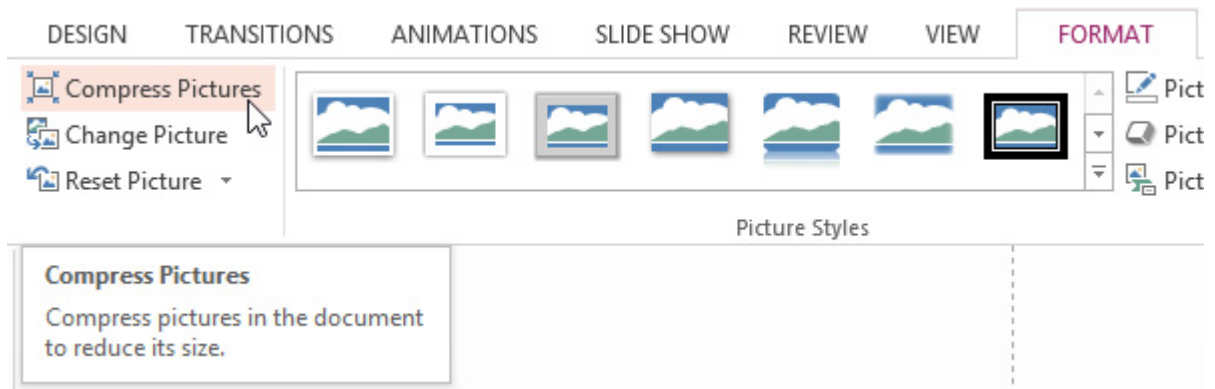 DESIGN TRANSITIONS ANIMATIONS SLIDE SHOW REVIEW VIEW FORMAT
Compress Pictures
Change Picture
Reset Picture
Pict
Pict
Pict
Picture Styles
Compress Pictures
Compress pictures in the document
to reduce its size.